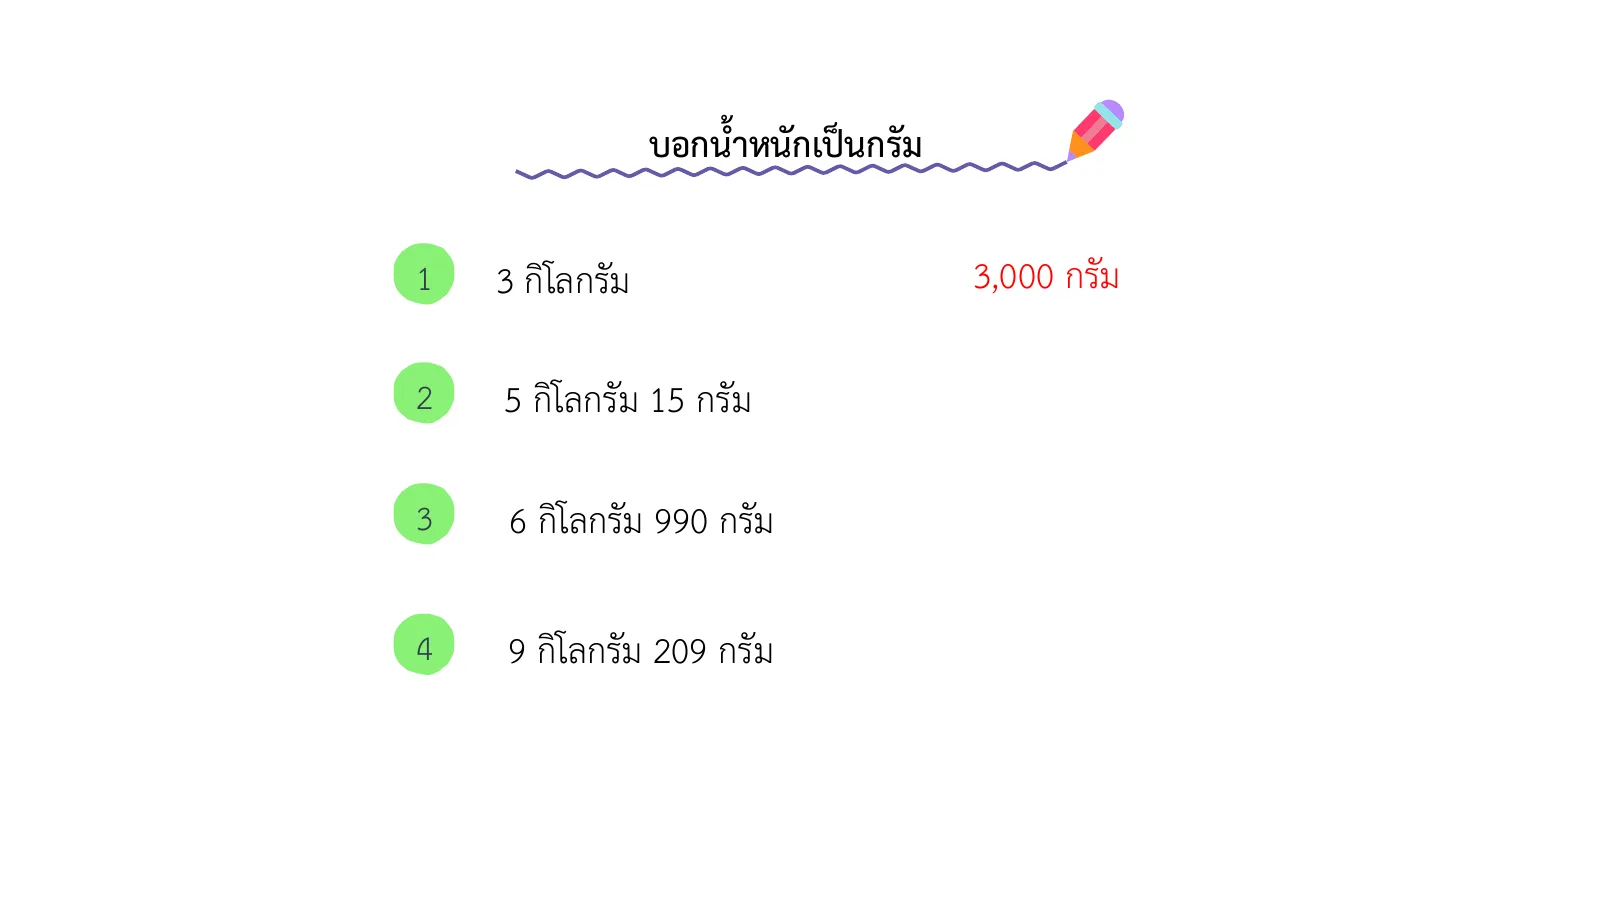 บอกน้ำหนักเป็นกรัม
1 3 กิโลกรัม 3,000 กรัม
2 5 กิโลกรัม 15 กรัม
3 6 กิโลกรัม 990 กรัม
4 9 กิโลกรัม 209 กรัม